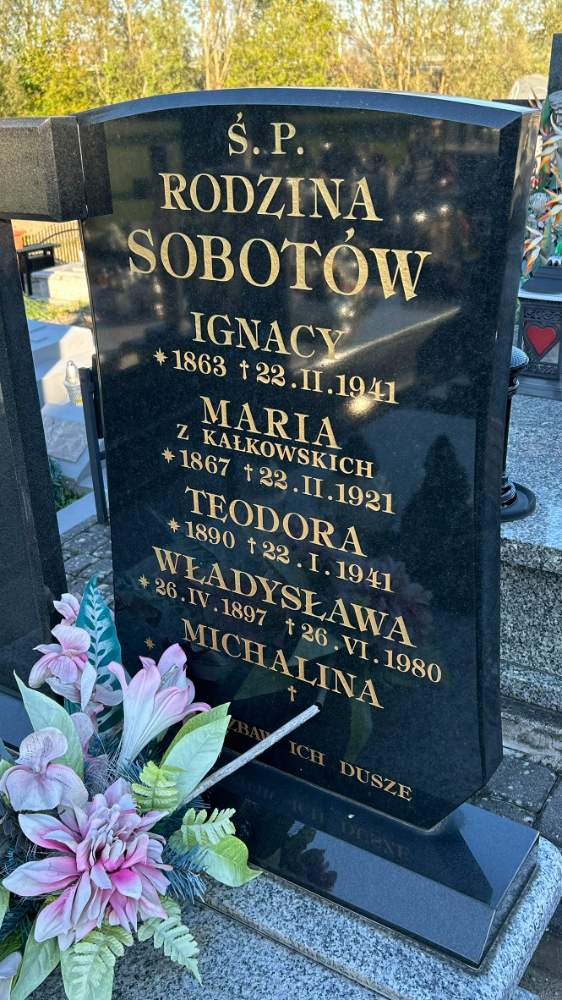 Ś. P.
RODZINA
SOBOTÓW
IGNACY
*1863 †22.II.1941
MARIA
Z KAŁKOWSKICH
*1867 †22.II.1921
TEODORA
*1890 †22.I.1941
WŁADYSŁAWA
*26.IV.1897 †26.VI.1980
MICHALINA
* †
ZBAW ICH DUSZE